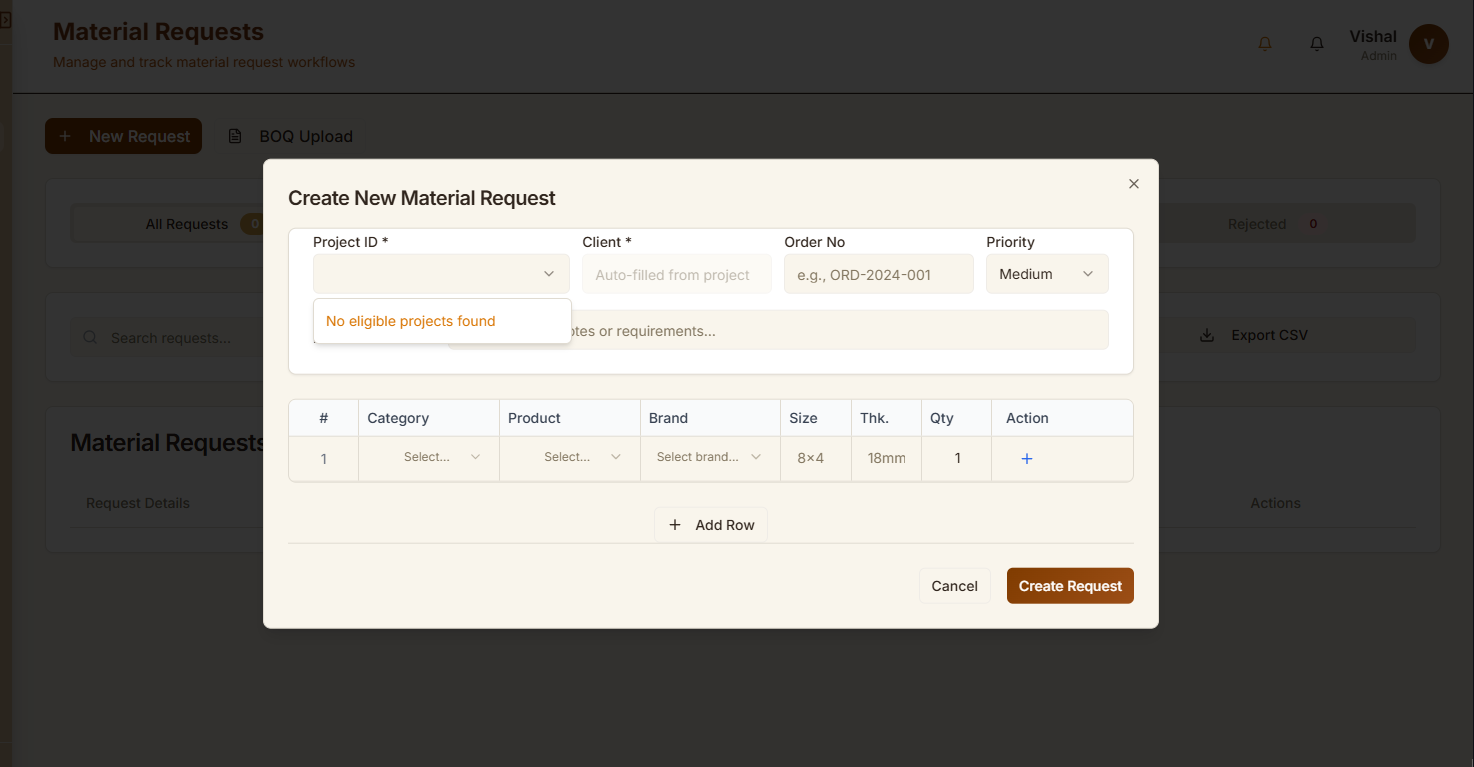 Material Requests
Manage and track material request workflows
Vishal
Admin
V
New Request
BOQ Upload
All Requests 0
Rejected 0
Search requests...
Export CSV
Material Requests
Request Details
Actions
Create New Material Request
Project ID *
Client *
Order No
Priority
Auto-filled from project
e.g., ORD-2024-001
Medium
No eligible projects found
otes or requirements...
# Category Product Brand Size Thk. Qty Action
1 Select... Select... Select brand... 8×4 18mm 1 +
+ Add Row
Cancel
Create Request